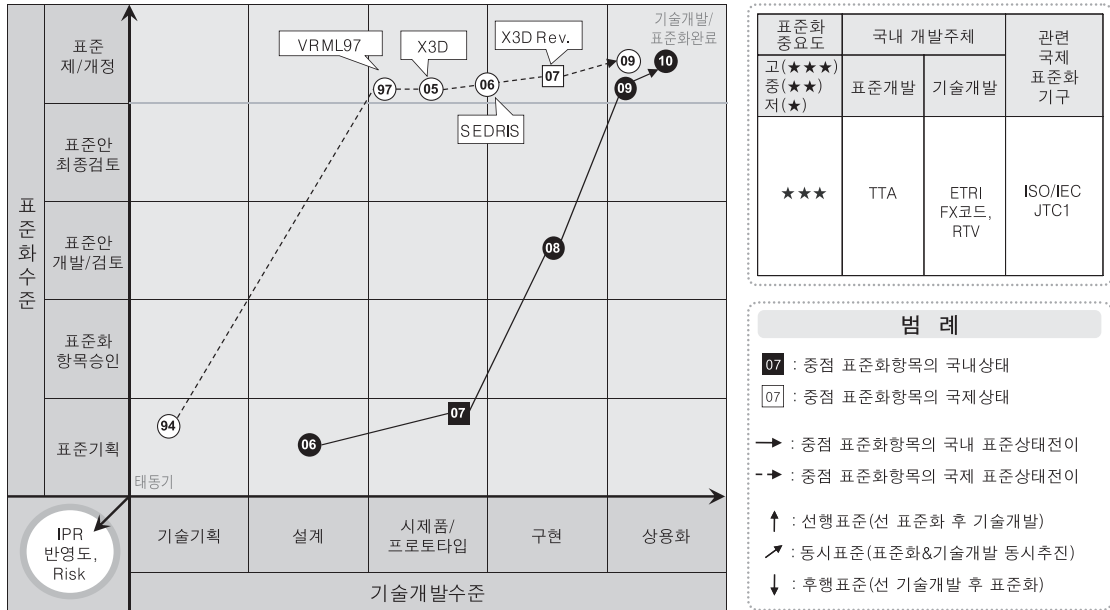 표준
제/개정
표준안
최종검토
표준안
개발/검토
표준화
항목승인
표준기획
표준화수준
VRML97
X3D
X3D Rev.
SEDRIS
기술개발/
표준화완료
94
97
05
06
07
09
10
09
08
07
06
태동기
IPR
반영도,
Risk
기술기획
설계
시제품/
프로토타입
구현
상용화
기술개발수준
표준화
중요도
고(★★★)
중(★★)
저(★)
국내 개발주체
표준개발
기술개발
관련
국제
표준화
기구
★★★
TTA
ETRI
FX코드,
RTV
ISO/IEC
JTC1
범 례
07 : 중점 표준화항목의 국내상태
07 : 중점 표준화항목의 국제상태
: 중점 표준화항목의 국내 표준상태전이
: 중점 표준화항목의 국제 표준상태전이
: 선행표준(선 표준화 후 기술개발)
: 동시표준(표준화&기술개발 동시추진)
: 후행표준(선 기술개발 후 표준화)